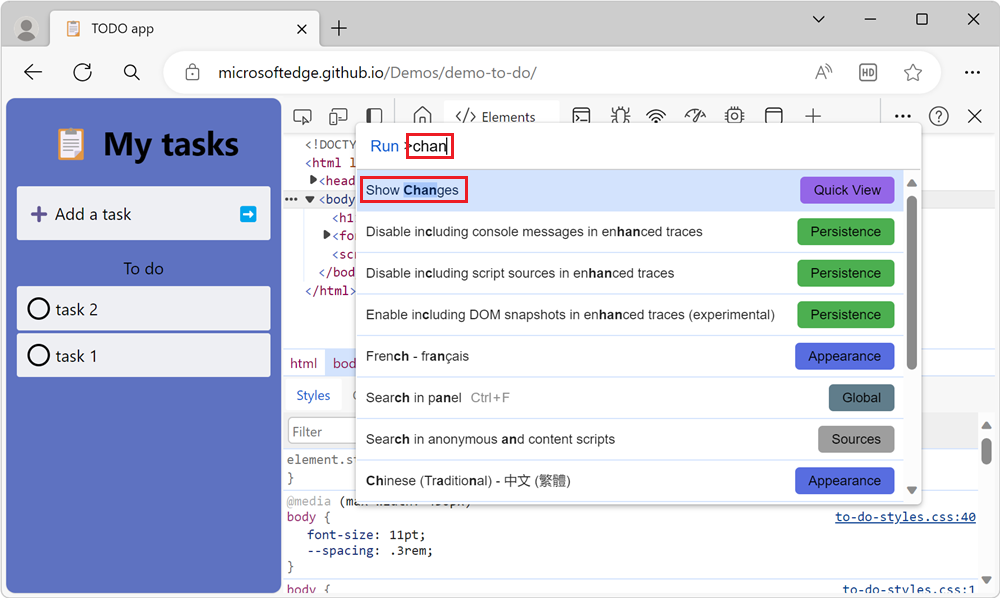 TODO app
microsoftedge.github.io/Demos/demo-to-do/
HD
My tasks
Add a task
To do
task 2
task 1
Elements
<!DOCTY
<html l
<head
<body
<h1
<fo
<sc
</bod
</html>
Run >chan
Show Changes Quick View
Disable including console messages in enhanced traces Persistence
Disable including script sources in enhanced traces Persistence
Enable including DOM snapshots in enhanced traces (experimental) Persistence
French - français Appearance
Search in panel Ctrl+F Global
Search in anonymous and content scripts Sources
Chinese (Traditional) - 中文 (繁體) Appearance
html bod
Styles
Filter
element.st
}
@media (max-width: 450px)
body { to-do-styles.css:40
font-size: 11pt;
--spacing: .3rem;
}
body { to-do-styles.css:1